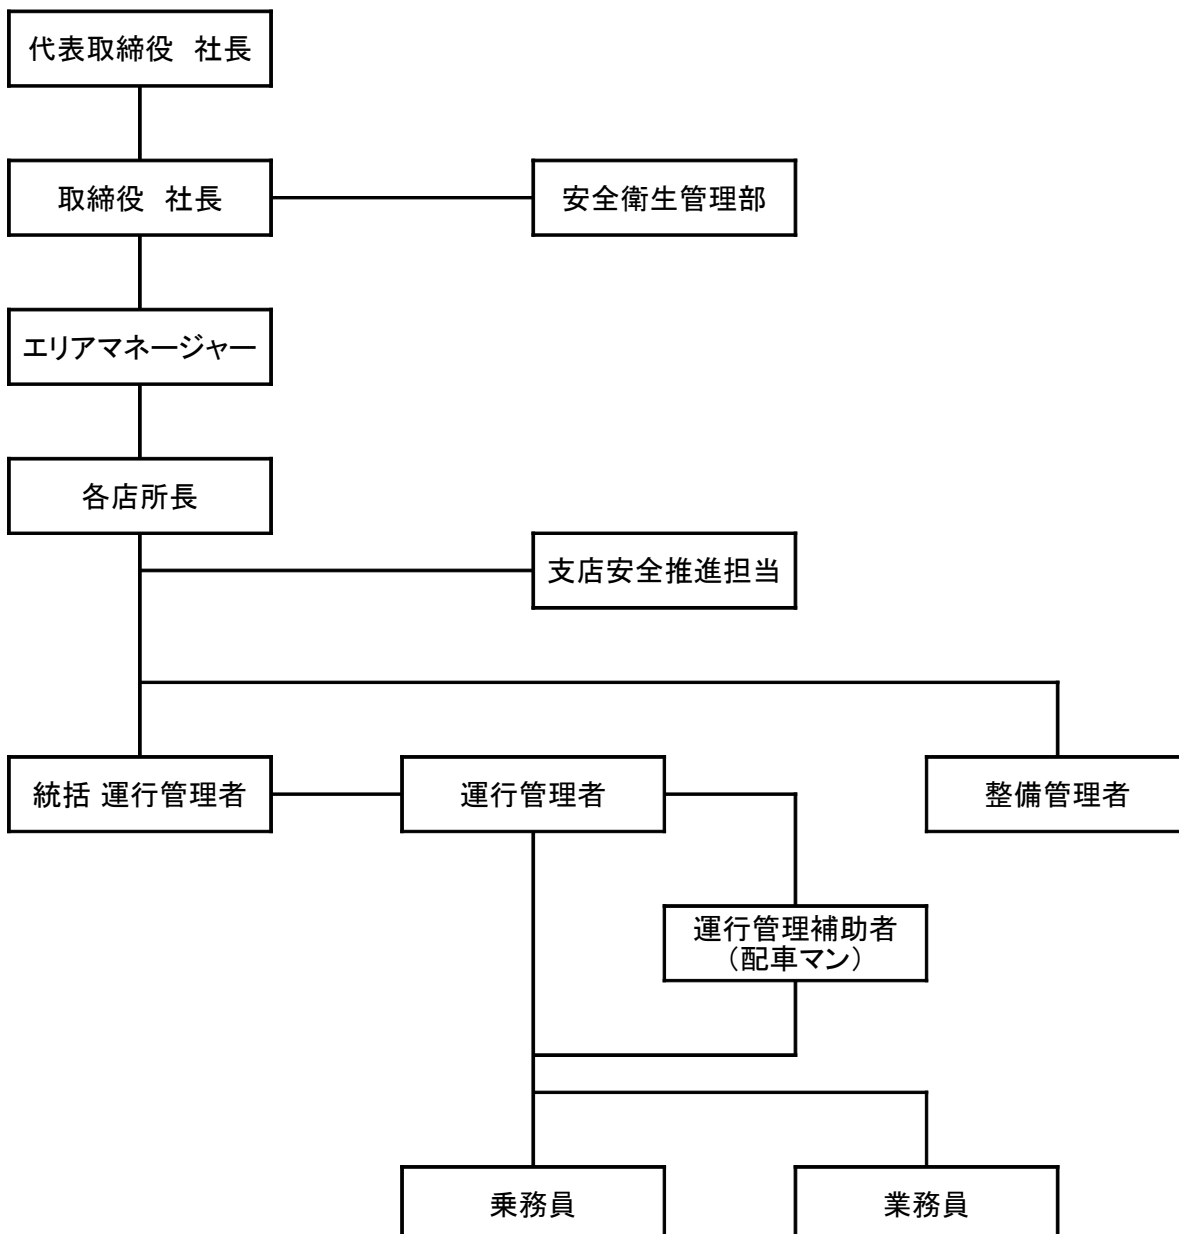 代表取締役 社長
取締役 社長
安全衛生管理部
エリアマネージャー
各店所長
支店安全推進担当
統括 運行管理者
運行管理者
整備管理者
運行管理補助者
（配車マン）
乗務員
業務員